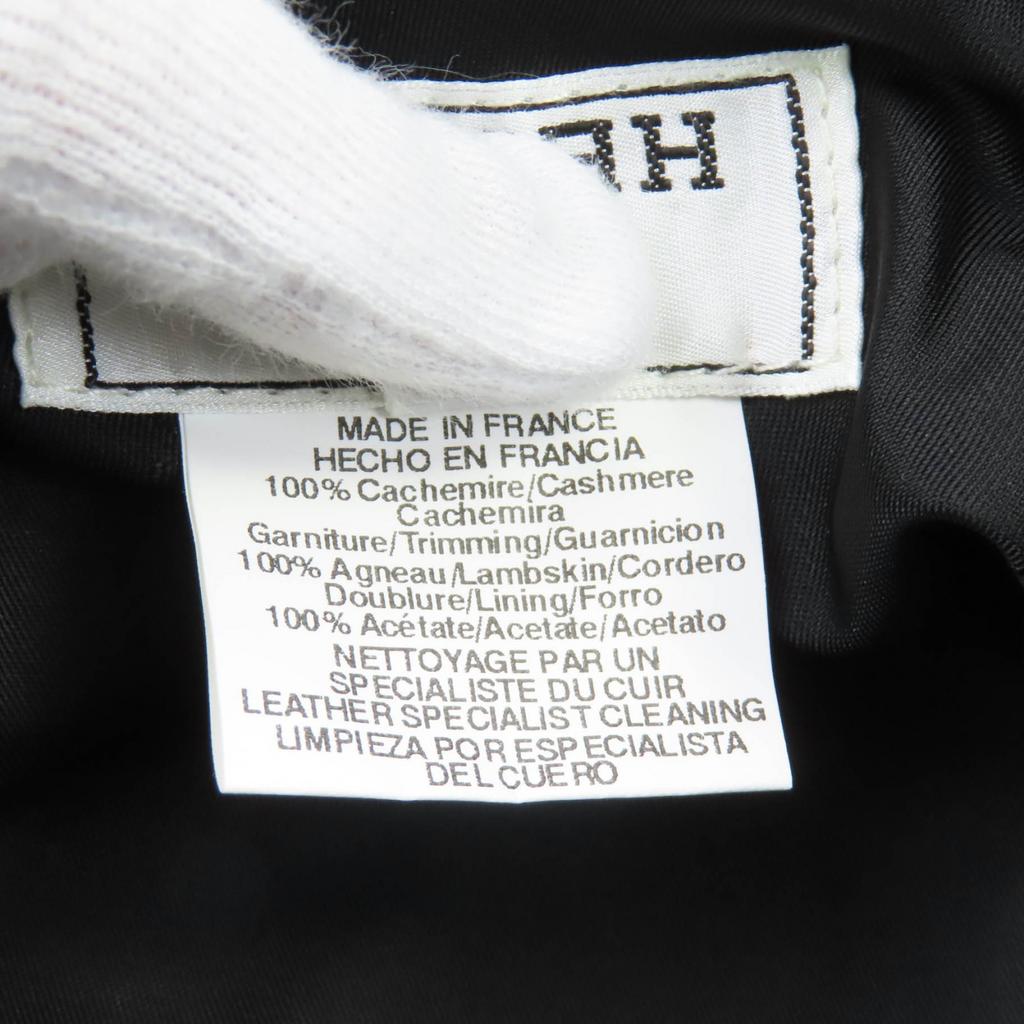 MADE IN FRANCE
HECHO EN FRANCIA
100% Cachemire/Cashmere
Cachemira
Garniture/Trimming/Guarnicion
100% Agneau/Lambskin/Cordero
Doublure/Lining/Forro
100% Acétate/Acetate/Acetato
NETTOYAGE PAR UN
SPECIALISTE DU CUIR
LEATHER SPECIALIST CLEANING
LIMPIEZA POR ESPECIALISTA
DEL CUERO